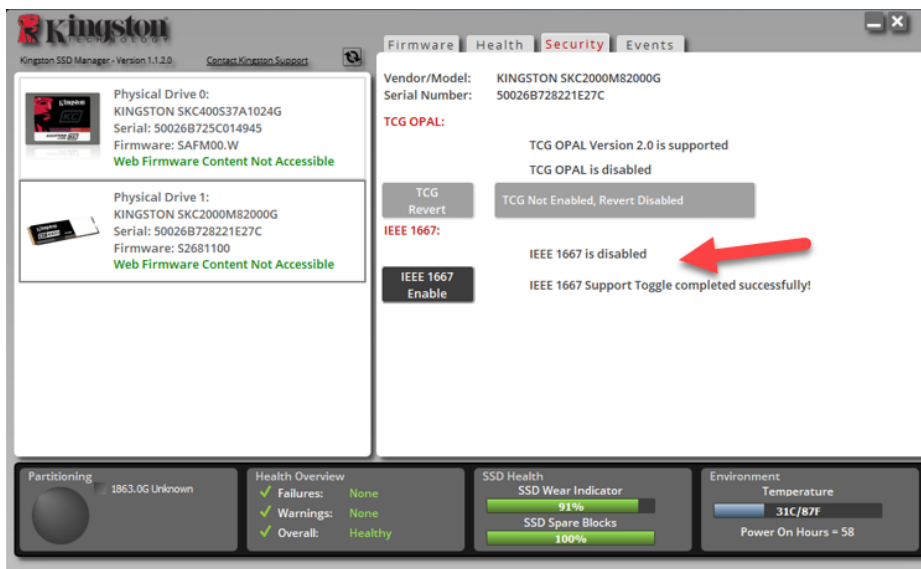 Kingston
TECHNOLOGY
Kingston SSD Manager - Version 1.1.2.0
Contact Kingston Support
Firmware
Health
Security
Events
Physical Drive 0:
KINGSTON SKC400S37A1024G
Serial: 50026B725C014945
Firmware: SAFM00.W
Web Firmware Content Not Accessible
Physical Drive 1:
KINGSTON SKC2000M82000G
Serial: 50026B728221E27C
Firmware: S2681100
Web Firmware Content Not Accessible
Vendor/Model: KINGSTON SKC2000M82000G
Serial Number: 50026B728221E27C
TCG OPAL:
TCG OPAL Version 2.0 is supported
TCG OPAL is disabled
TCG
Revert
TCG Not Enabled, Revert Disabled
IEEE 1667:
IEEE 1667 is disabled
IEEE 1667
Enable
IEEE 1667 Support Toggle completed successfully!
Partitioning
1863.0G Unknown
Health Overview
Failures: None
Warnings: None
Overall: Healthy
SSD Health
SSD Wear Indicator
91%
SSD Spare Blocks
100%
Environment
Temperature
31C/87F
Power On Hours = 58